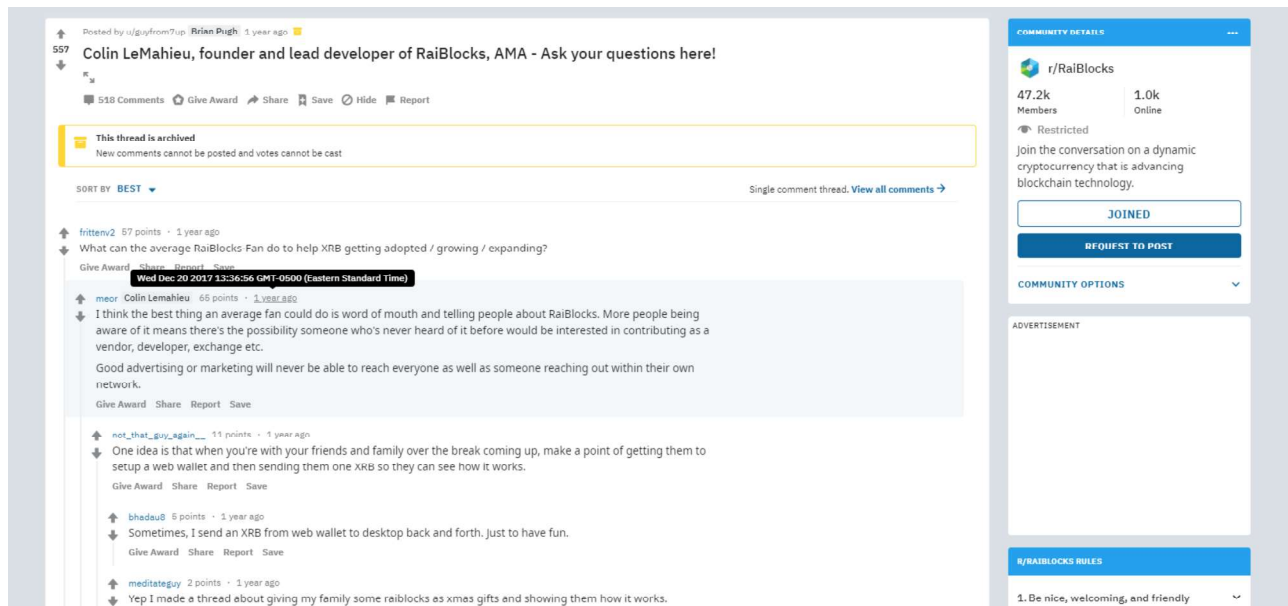 Posted by u/guyfrom7up Brian Pugh 1 year ago
557
Colin LeMahieu, founder and lead developer of RaiBlocks, AMA - Ask your questions here!
518 Comments Give Award Share Save Hide Report
This thread is archived
New comments cannot be posted and votes cannot be cast
SORT BY BEST
Single comment thread. View all comments →
frittenv2 57 points · 1 year ago
What can the average RaiBlocks-Fan do to help XRB getting adopted / growing / expanding?
Give Award Share Report Save
Wed Dec 20 2017 13:36:56 GMT-0500 (Eastern Standard Time)
meor Colin Lemahieu 65 points · 1 year ago
I think the best thing an average fan could do is word of mouth and telling people about RaiBlocks. More people being
aware of it means there's the possibility someone who's never heard of it before would be interested in contributing as a
vendor, developer, exchange etc.
Good advertising or marketing will never be able to reach everyone as well as someone reaching out within their own
network.
Give Award Share Report Save
not_that_guy_again__ 11 points · 1 year ago
One idea is that when you're with your friends and family over the break coming up, make a point of getting them to
setup a web wallet and then sending them one XRB so they can see how it works.
Give Award Share Report Save
bhadau8 5 points · 1 year ago
Sometimes, I send an XRB from web wallet to desktop back and forth. Just to have fun.
Give Award Share Report Save
meditateguy 2 points · 1 year ago
Yep I made a thread about giving my family some raiblocks as xmas gifts and showing them how it works.
COMMUNITY DETAILS ...
r/RaiBlocks
47.2k 1.0k
Members Online
Restricted
Join the conversation on a dynamic
cryptocurrency that is advancing
blockchain technology.
JOINED
REQUEST TO POST
COMMUNITY OPTIONS
ADVERTISEMENT
R/RAIBLOCKS RULES
1. Be nice, welcoming, and friendly